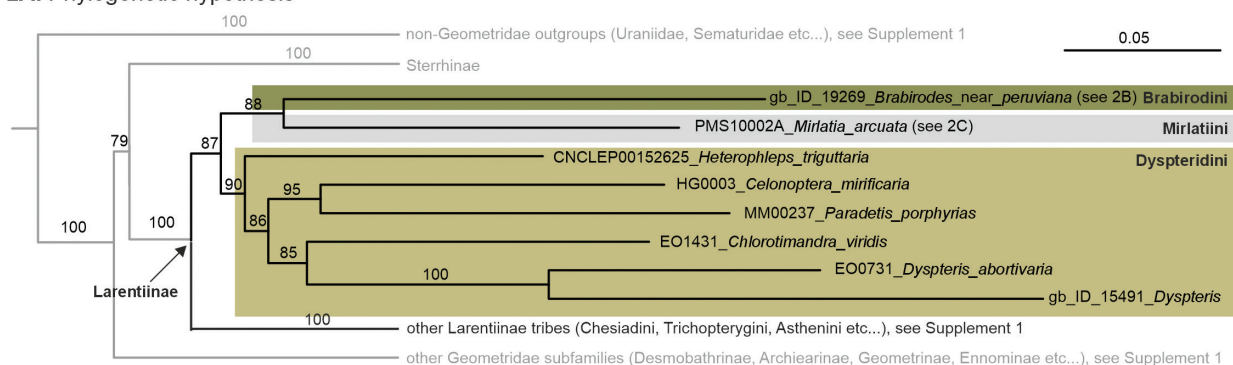 100
non-Geometridae outgroups (Uraniidae, Sematuridae etc...), see Supplement 1
0.05
100
Sterrhinae
88
gb_ID_19269_Brabirodes_near_peruviana (see 2B) Brabirodini
PMS10002A_Mirlatia_arcuata (see 2C)
Mirlatiini
79
87
CNCLEP00152625_Heterophleps_triguttaria
Dyspteridini
90
95
HG0003_Celonoptera_mirificaria
MM00237_Paradetis_porphyrias
86
100
100
EO1431_Chlorotimandra_viridis
85
EO0731_Dyspteris_abortivaria
100
Larentiinae
gb_ID_15491_Dyspteris
100
other Larentiinae tribes (Chesiadini, Trichopterygini, Asthenini etc...), see Supplement 1
other Geometridae subfamilies (Desmobathrinae, Archiearinae, Geometrinae, Ennominae etc...), see Supplement 1